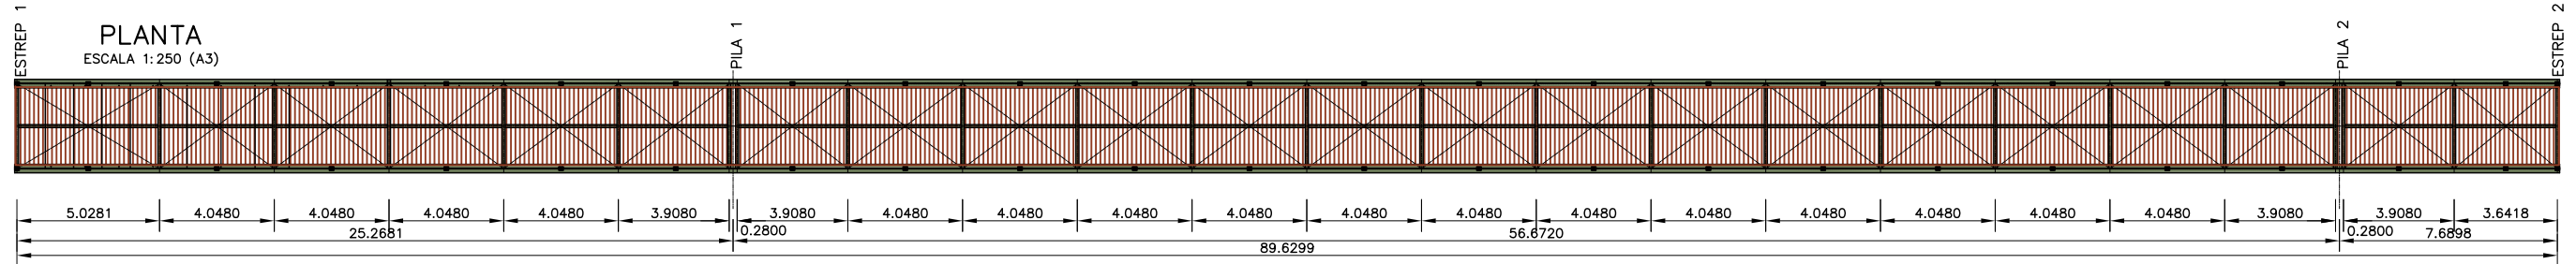 ESTREP 1
PLANTA
ESCALA 1:250 (A3)
PILA 1
PILA 2
ESTREP 2
5.0281 4.0480 4.0480 4.0480 4.0480 3.9080 3.9080 4.0480 4.0480 4.0480 4.0480 4.0480 4.0480 4.0480 4.0480 4.0480 4.0480 4.0480 4.0480 3.9080 3.9080 3.6418
25.2681 0.2800 56.6720 0.2800 7.6898
89.6299